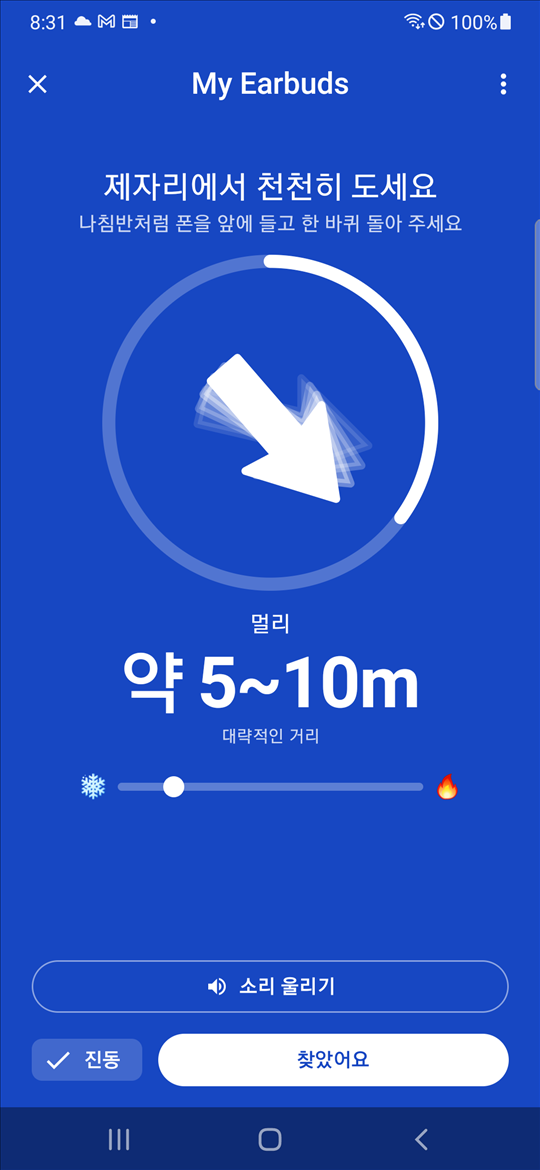 8:31
100%
My Earbuds
제자리에서 천천히 도세요
나침반처럼 폰을 앞에 들고 한 바퀴 돌아 주세요
멀리
약 5~10m
대략적인 거리
소리 울리기
진동
찾았어요